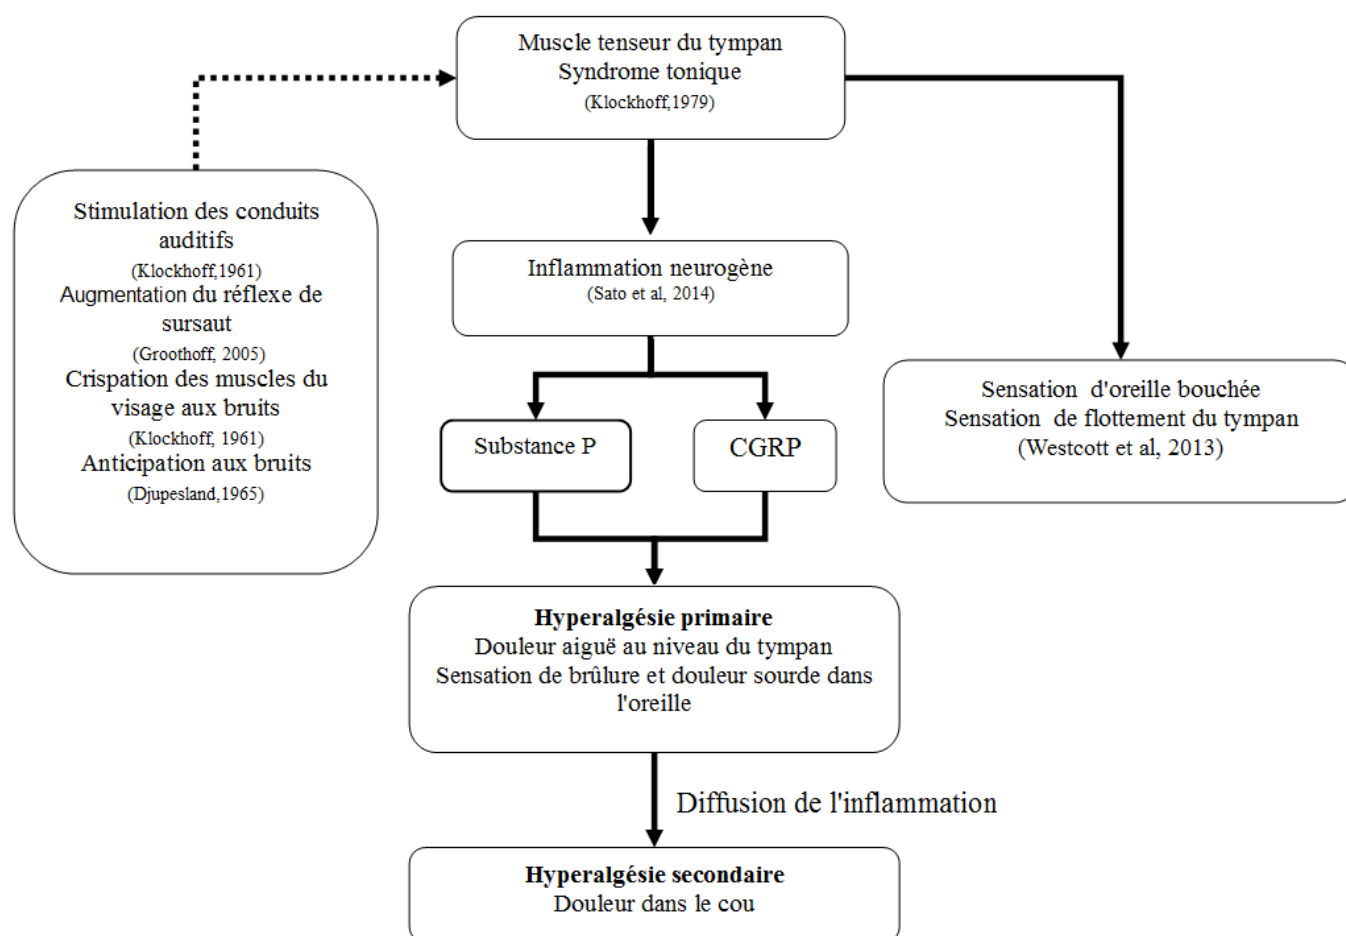 Muscle tenseur du tympan
Syndrome tonique
(Klockhoff,1979)
Stimulation des conduits
auditifs
(Klockhoff,1961)
Augmentation du réflexe de
sursaut
(Groothoff, 2005)
Crispation des muscles du
visage aux bruits
(Klockhoff, 1961)
Anticipation aux bruits
(Djupesland,1965)
Inflammation neurogène
(Sato et al, 2014)
Sensation d'oreille bouchée
Sensation de flottement du tympan
(Westcott et al, 2013)
Substance P
CGRP
Hyperalgésie primaire
Douleur aiguë au niveau du tympan
Sensation de brûlure et douleur sourde dans
l'oreille
Diffusion de l'inflammation
Hyperalgésie secondaire
Douleur dans le cou